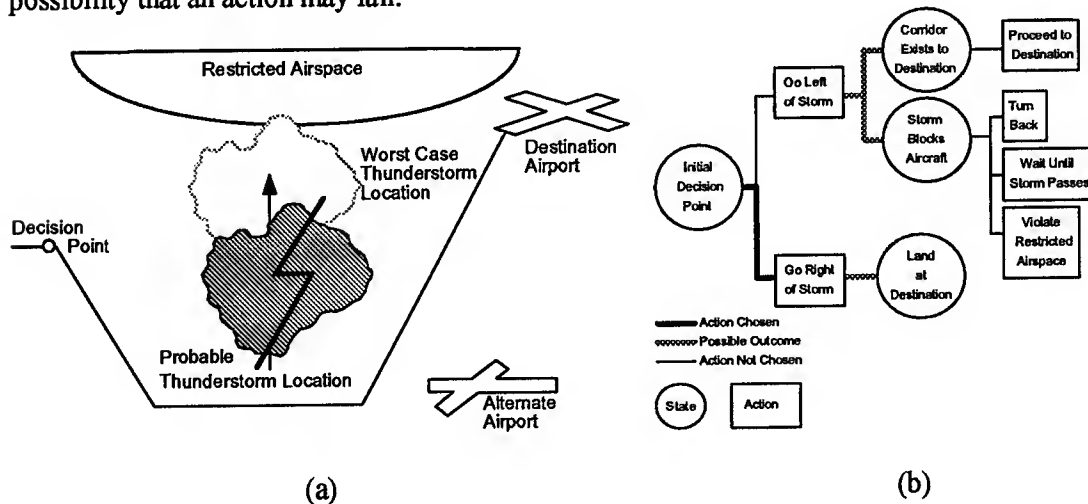 possibility that an action may fail.
Restricted Airspace
Worst Case
Thunderstorm
Location
Destination
Airport
Decision
Point
Probable
Thunderstorm Location
Alternate
Airport
(a)
Corridor
Exists to
Destination
Proceed to
Destination
Go Left
of Storm
Storm
Blocks
Aircraft
Turn
Back
Initial
Decision
Point
Wait Until
Storm Passes
Violate
Restricted
Airspace
Go Right
of Storm
Land
at
Destination
Action Chosen
Possible Outcome
Action Not Chosen
State
Action
(b)